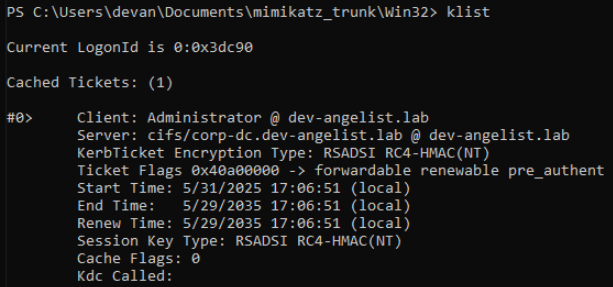 PS C:\Users\devan\Documents\mimikatz_trunk\Win32> klist
Current LogonId is 0:0x3dc90
Cached Tickets: (1)
#0> Client: Administrator @ dev-angelist.lab
Server: cifs/corp-dc.dev-angelist.lab @ dev-angelist.lab
KerbTicket Encryption Type: RSADSI RC4-HMAC(NT)
Ticket Flags 0x40a00000 -> forwardable renewable pre_authent
Start Time: 5/31/2025 17:06:51 (local)
End Time: 5/29/2035 17:06:51 (local)
Renew Time: 5/29/2035 17:06:51 (local)
Session Key Type: RSADSI RC4-HMAC(NT)
Cache Flags: 0
Kdc Called: